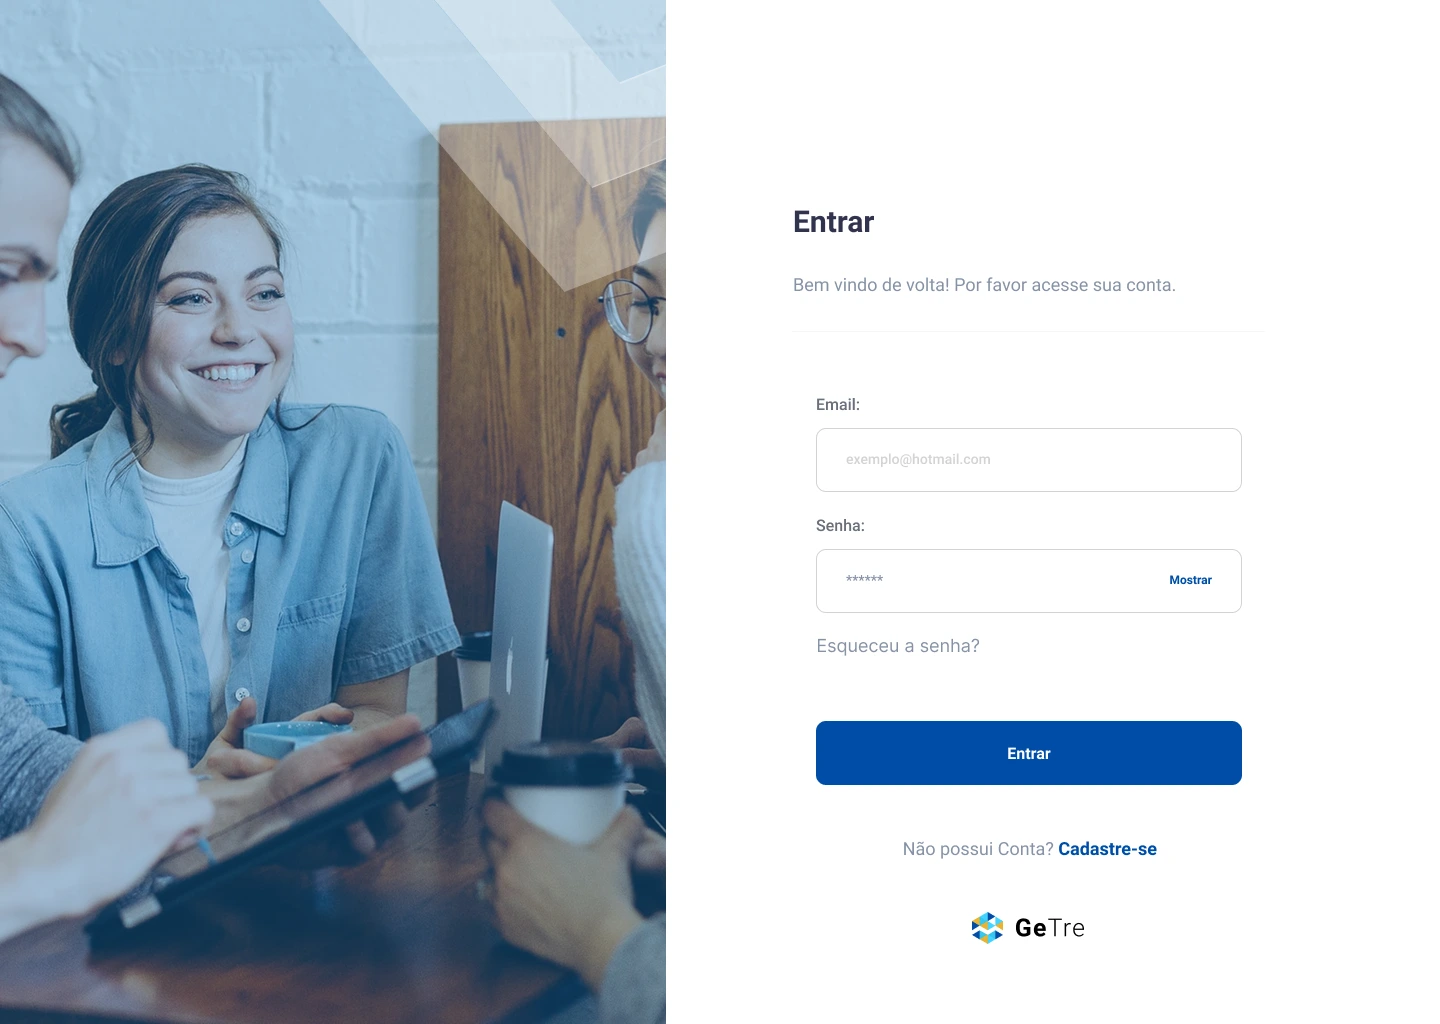 Entrar
Bem vindo de volta! Por favor acesse sua conta.
Email:
exemplo@hotmail.com
Senha:
****** Mostrar
Esqueceu a senha?
Entrar
Não possui Conta? Cadastre-se
GeTre